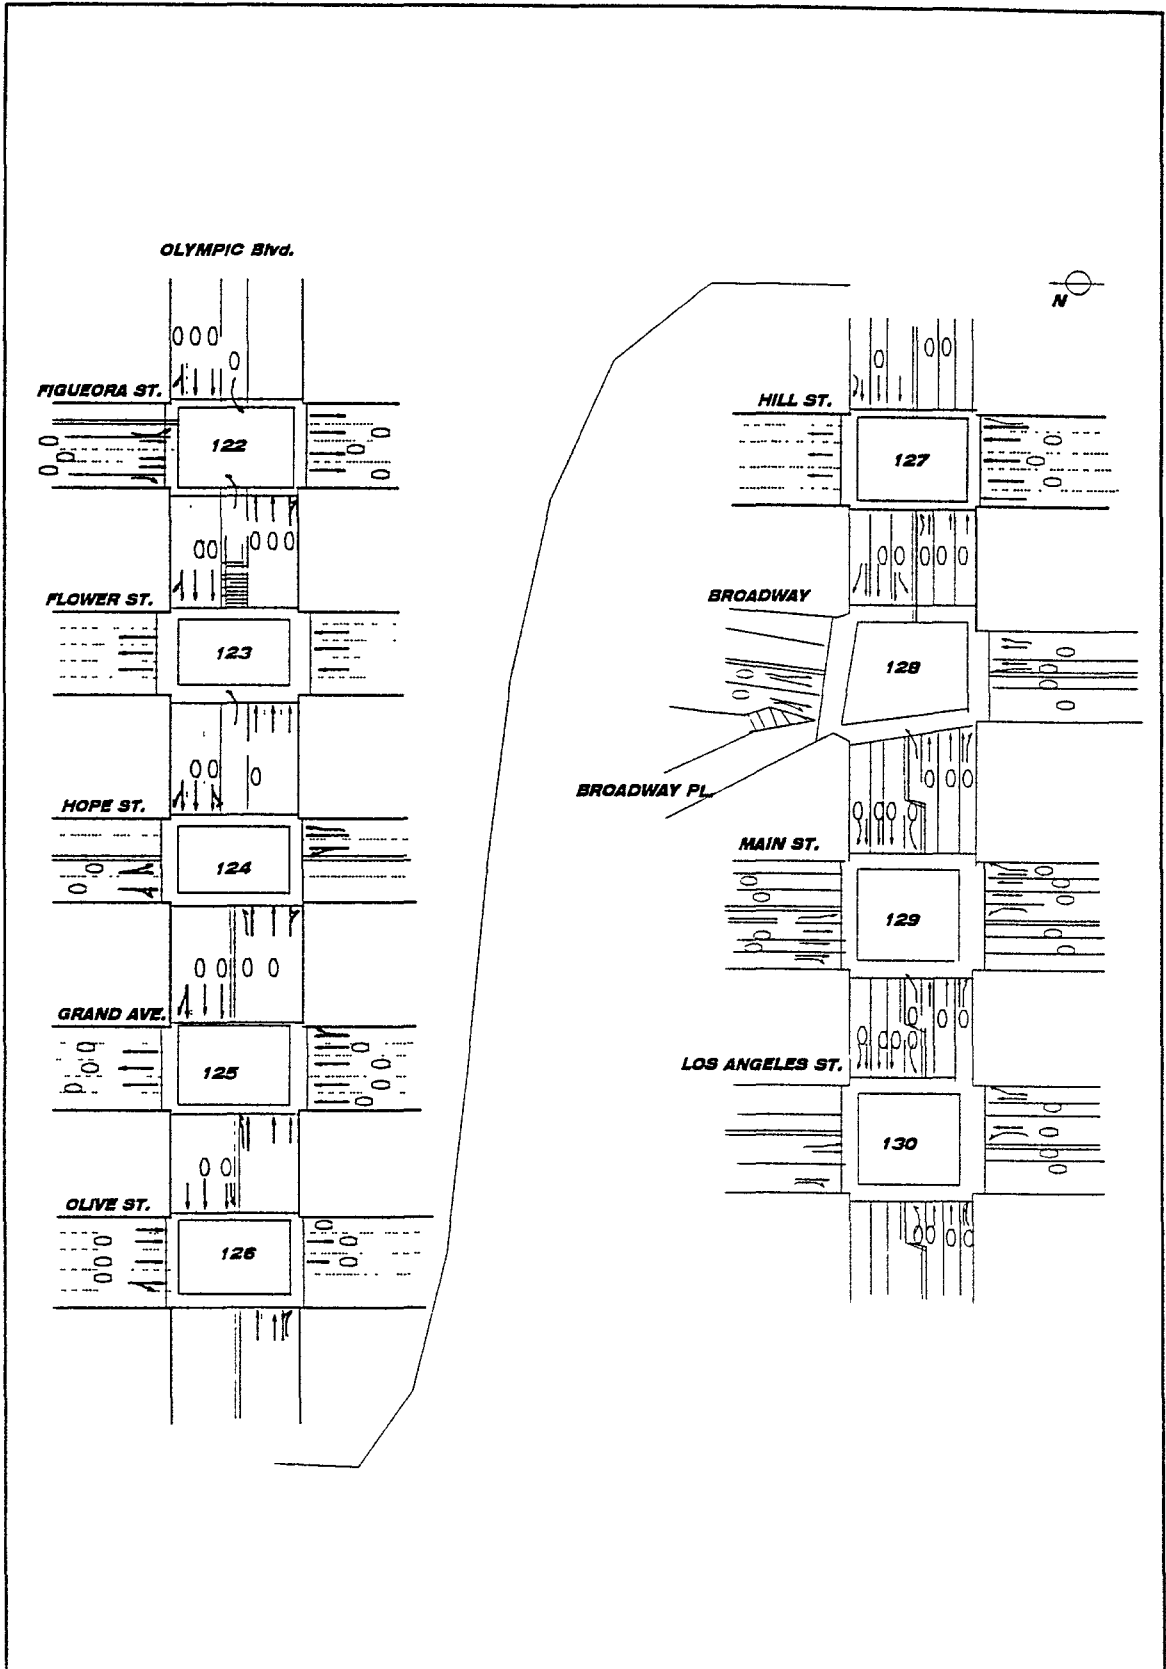 OLYMPIC Blvd.
FIGUEORA ST.
122
FLOWER ST.
123
HOPE ST.
124
GRAND AVE.
125
OLIVE ST.
126
N
HILL ST.
127
BROADWAY
128
BROADWAY PL.
MAIN ST.
129
LOS ANGELES ST.
130